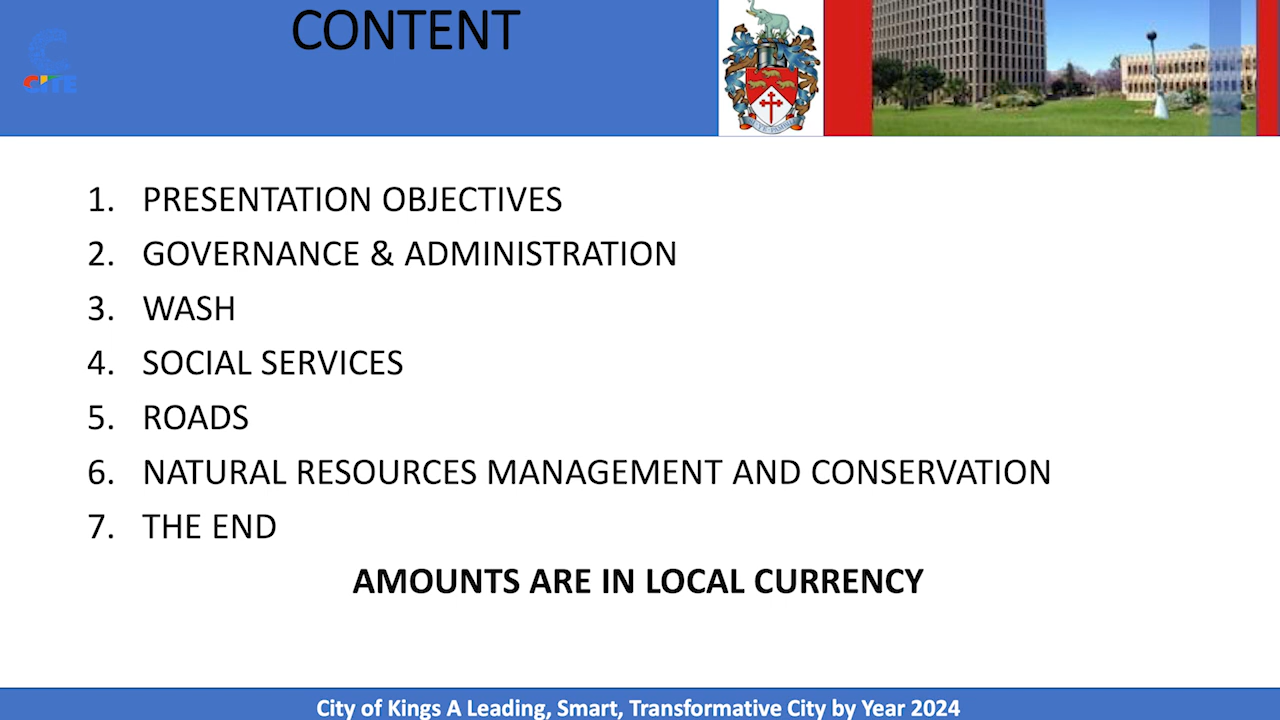 CONTENT
CITE
1. PRESENTATION OBJECTIVES
2. GOVERNANCE & ADMINISTRATION
3. WASH
4. SOCIAL SERVICES
5. ROADS
6. NATURAL RESOURCES MANAGEMENT AND CONSERVATION
7. THE END
AMOUNTS ARE IN LOCAL CURRENCY
City of Kings A Leading, Smart, Transformative City by Year 2024